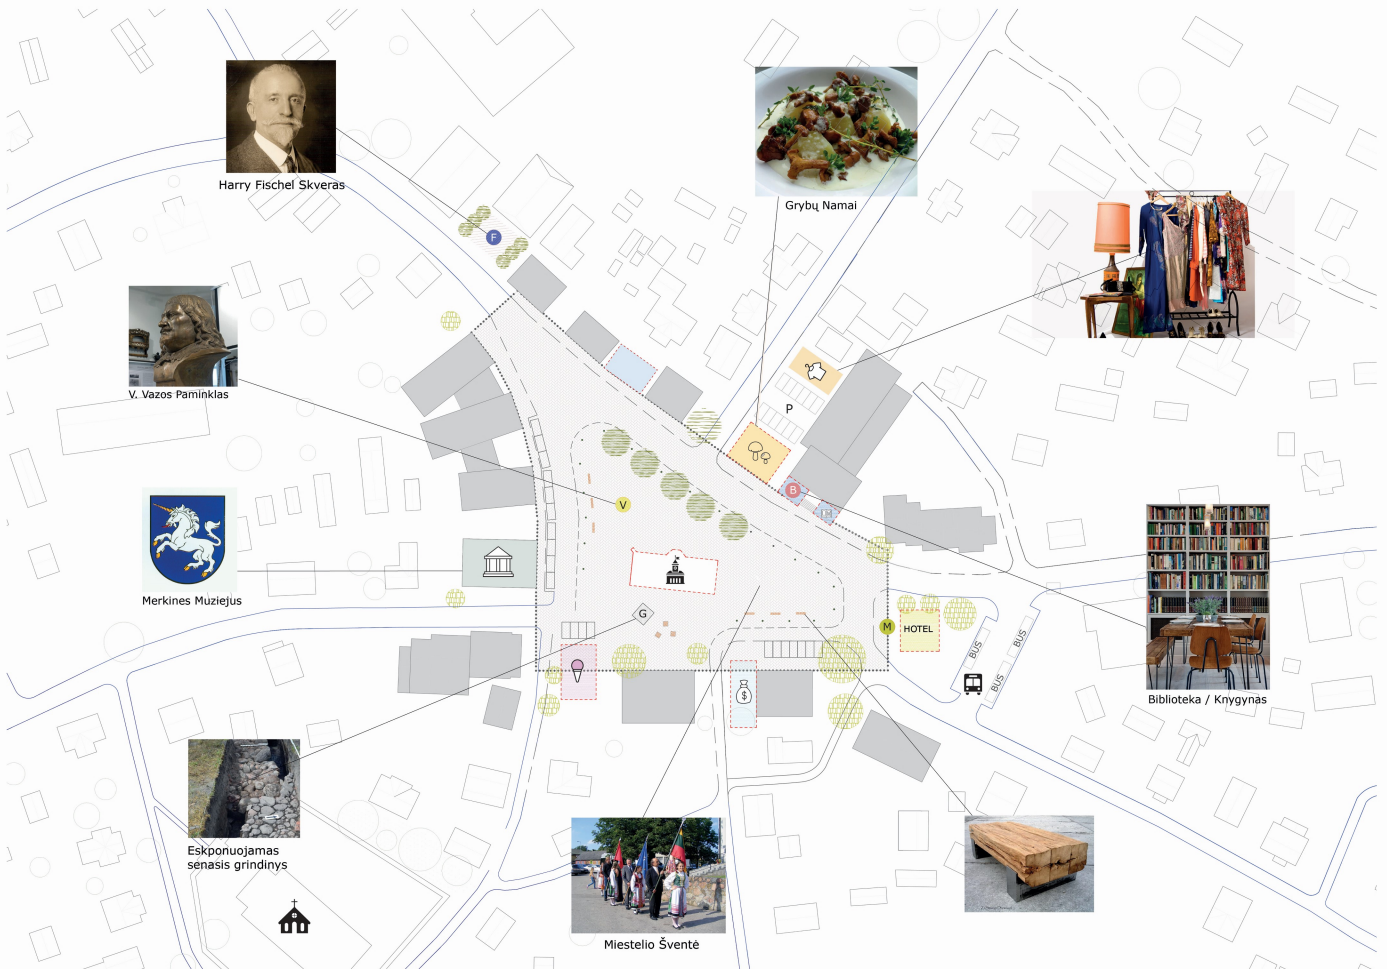 Harry Fischel Skveras
Grybų Namai
F
V. Vazos Paminklas
P
B
V
Merkines Muziejus
G
M
HOTEL
BUS
BUS
BUS
$
Biblioteka / Knygynas
Eskponuojamas
senasis grindinys
Miestelio Šventė